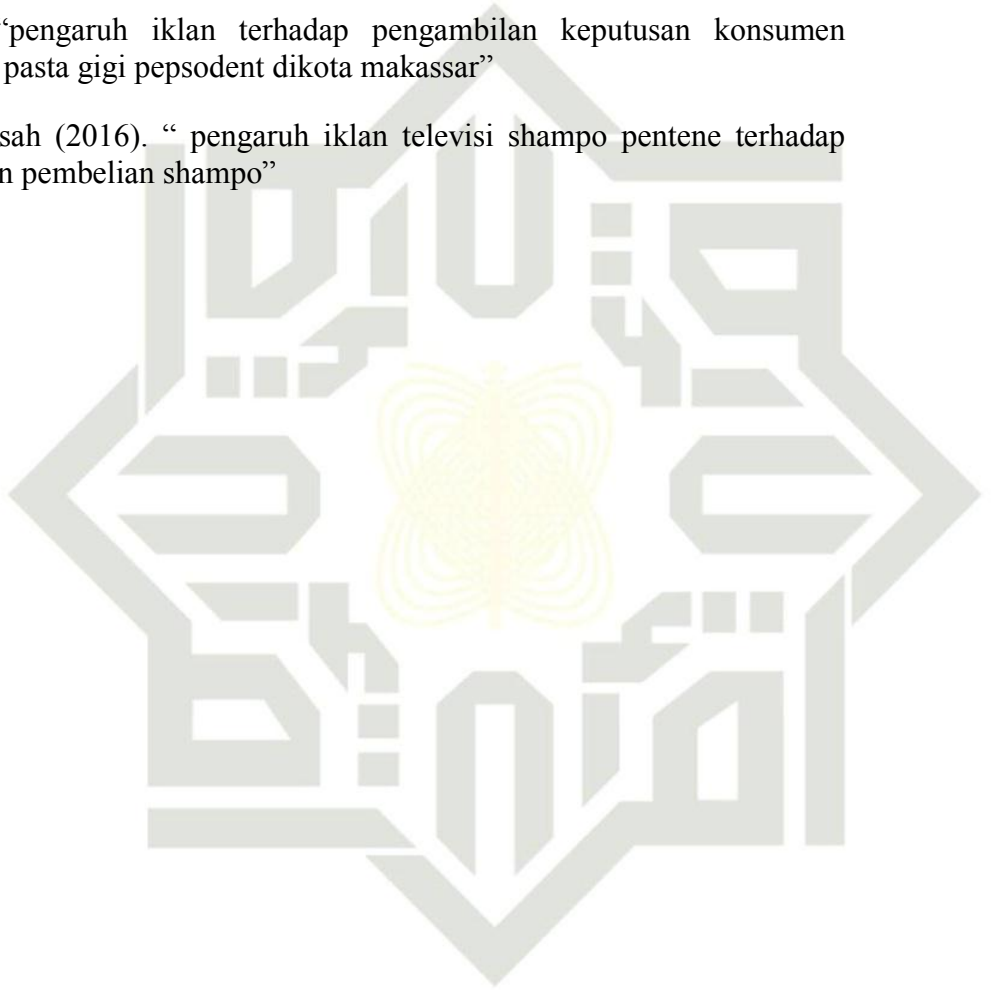 “pengaruh iklan terhadap pengambilan keputusan konsumen
pasta gigi pepsodent dikota makassar”
sah (2016). “ pengaruh iklan televisi shampo pentene terhadap
n pembelian shampo”